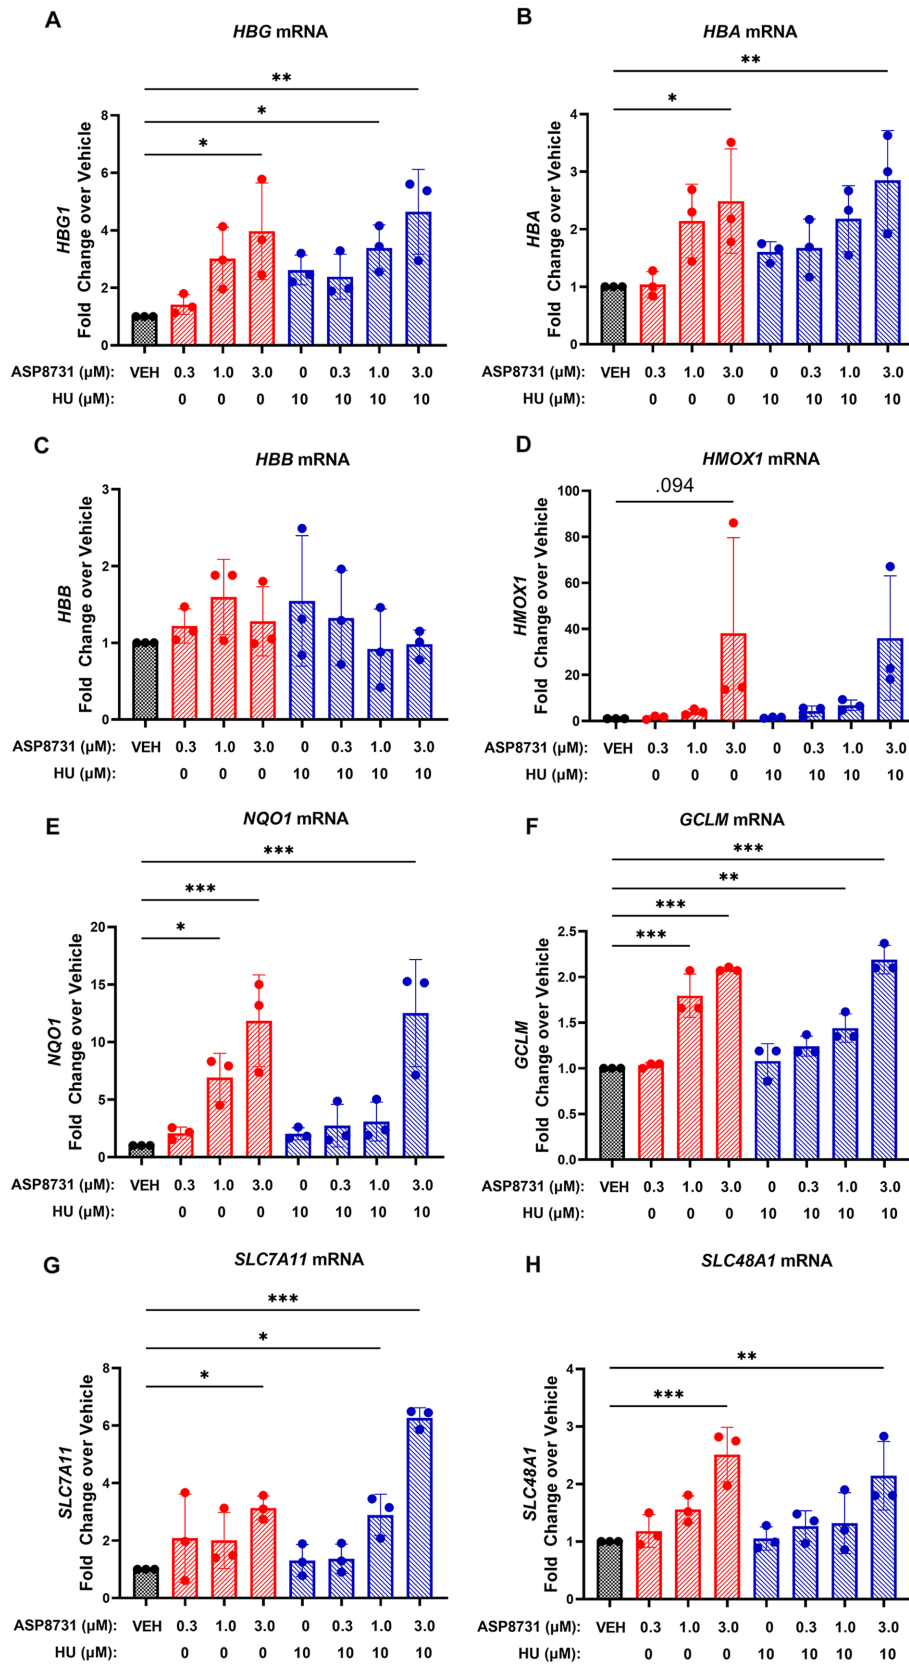 A
HBG mRNA
**
*
*
HBG1
Fold Change over Vehicle
8
6
4
2
0
ASP8731 (µM): VEH 0.3 1.0 3.0 0 0.3 1.0 3.0
HU (µM): 0 0 0 10 10 10 10
B
HBA mRNA
**
*
HBA
Fold Change over Vehicle
4
3
2
1
0
ASP8731 (µM): VEH 0.3 1.0 3.0 0 0.3 1.0 3.0
HU (µM): 0 0 0 10 10 10 10
C
HBB mRNA
HBB
Fold Change over Vehicle
3
2
1
0
ASP8731 (µM): VEH 0.3 1.0 3.0 0 0.3 1.0 3.0
HU (µM): 0 0 0 10 10 10 10
D
HMOX1 mRNA
.094
HMOX1
Fold Change over Vehicle
100
80
60
40
20
0
ASP8731 (µM): VEH 0.3 1.0 3.0 0 0.3 1.0 3.0
HU (µM): 0 0 0 10 10 10 10
E
NQO1 mRNA
***
***
*
NQO1
Fold Change over Vehicle
20
15
10
5
0
ASP8731 (µM): VEH 0.3 1.0 3.0 0 0.3 1.0 3.0
HU (µM): 0 0 0 10 10 10 10
F
GCLM mRNA
***
**
***
***
GCLM
Fold Change over Vehicle
2.5
2.0
1.5
1.0
0.5
0.0
ASP8731 (µM): VEH 0.3 1.0 3.0 0 0.3 1.0 3.0
HU (µM): 0 0 0 10 10 10 10
G
SLC7A11 mRNA
***
*
*
SLC7A11
Fold Change over Vehicle
8
6
4
2
0
ASP8731 (µM): VEH 0.3 1.0 3.0 0 0.3 1.0 3.0
HU (µM): 0 0 0 10 10 10 10
H
SLC48A1 mRNA
**
***
SLC48A1
Fold Change over Vehicle
4
3
2
1
0
ASP8731 (µM): VEH 0.3 1.0 3.0 0 0.3 1.0 3.0
HU (µM): 0 0 0 10 10 10 10